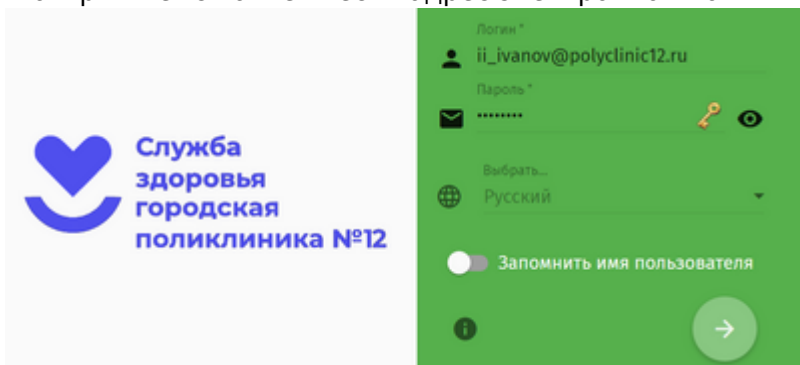 Служба
здоровья
городская
поликлиника №12
Логин *
ii_ivanov@polyclinic12.ru
Пароль *
••••••••
Выбрать...
Русский
Запомнить имя пользователя